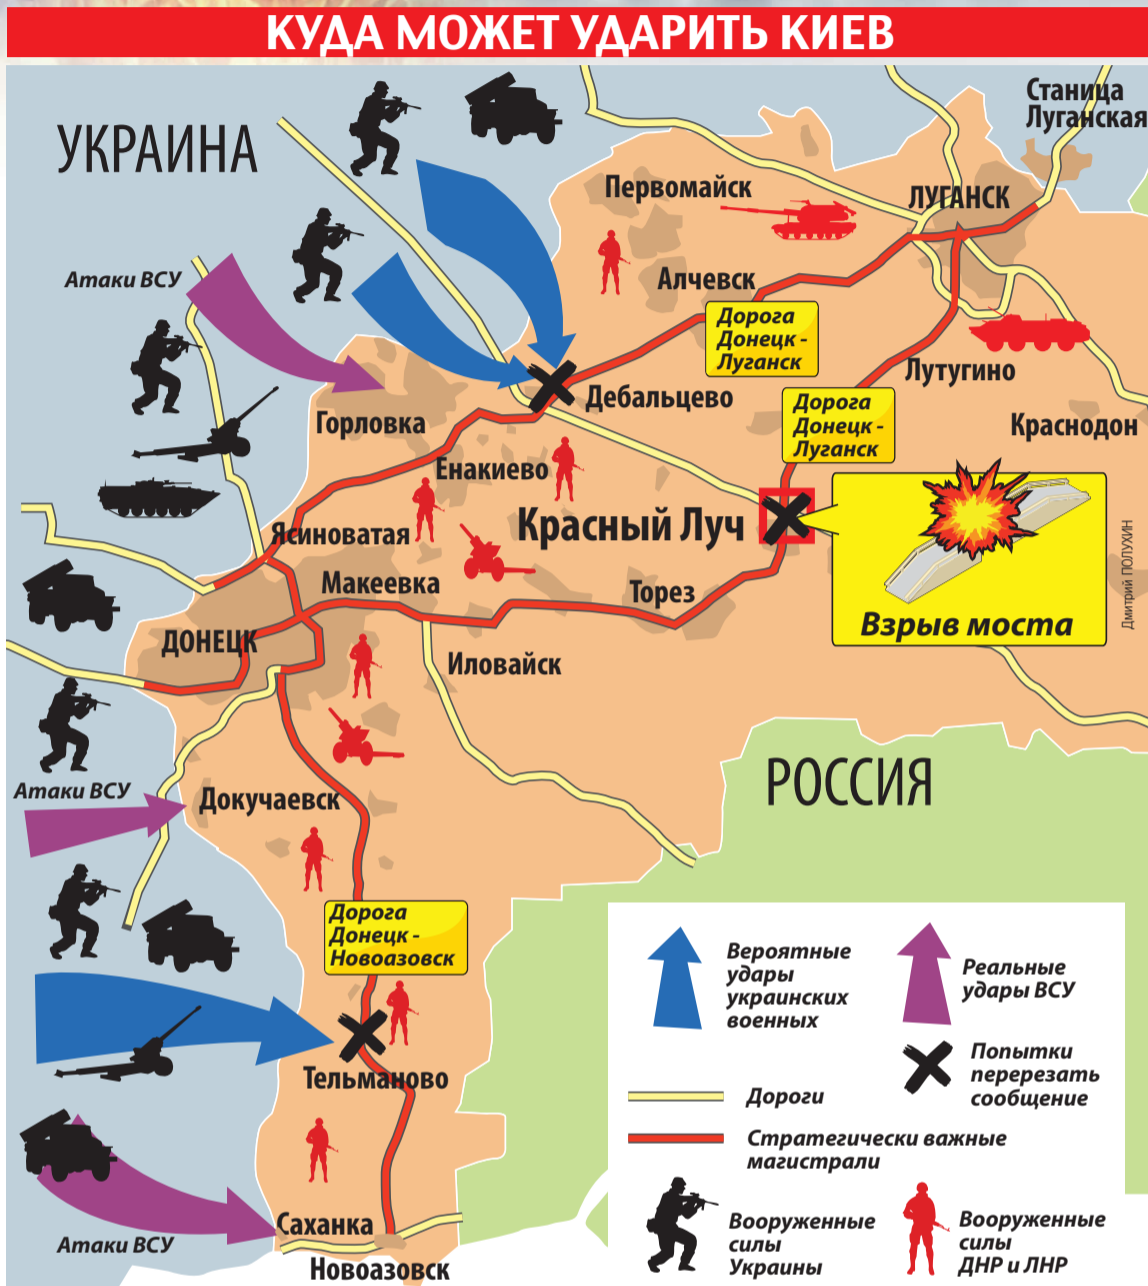 КУДА МОЖЕТ УДАРИТЬ КИЕВ
УКРАИНА
Станица
Луганская
Первомайск
ЛУГАНСК
Атаки ВСУ
Алчевск
Дорога
Донецк -
Луганск
Лутугино
Дебальцево
Дорога
Донецк -
Луганск
Горловка
Краснодон
Енакиево
Красный Луч
Ясиноватая
Макеевка
Торез
Взрыв моста
Дмитрий ПОЛУХИН
ДОНЕЦК
Иловайск
РОССИЯ
Атаки ВСУ
Докучаевск
Дорога
Донецк -
Новоазовск
Тельманово
Саханка
Атаки ВСУ
Новоазовск
Вероятные
удары
украинских
военных
Реальные
удары ВСУ
Попытки
перерезать
сообщение
Дороги
Стратегически важные
магистрали
Вооруженные
силы
Украины
Вооруженные
силы
ДНР и ЛНР